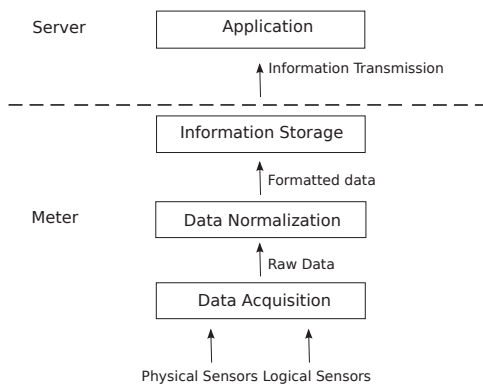 Server
Application
Information Transmission
Information Storage
Formatted data
Meter
Data Normalization
Raw Data
Data Acquisition
Physical Sensors Logical Sensors